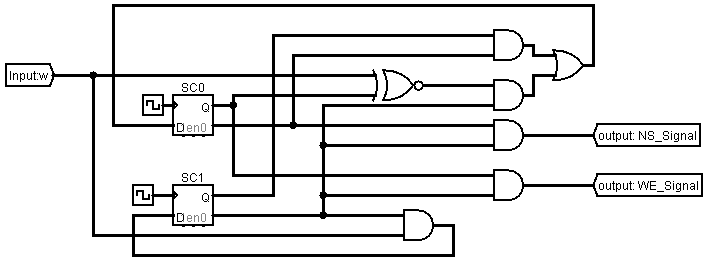 Input:w
SC0
Q
D en0
output: NS_Signal
SC1
Q
output: WE_Signal
D en0